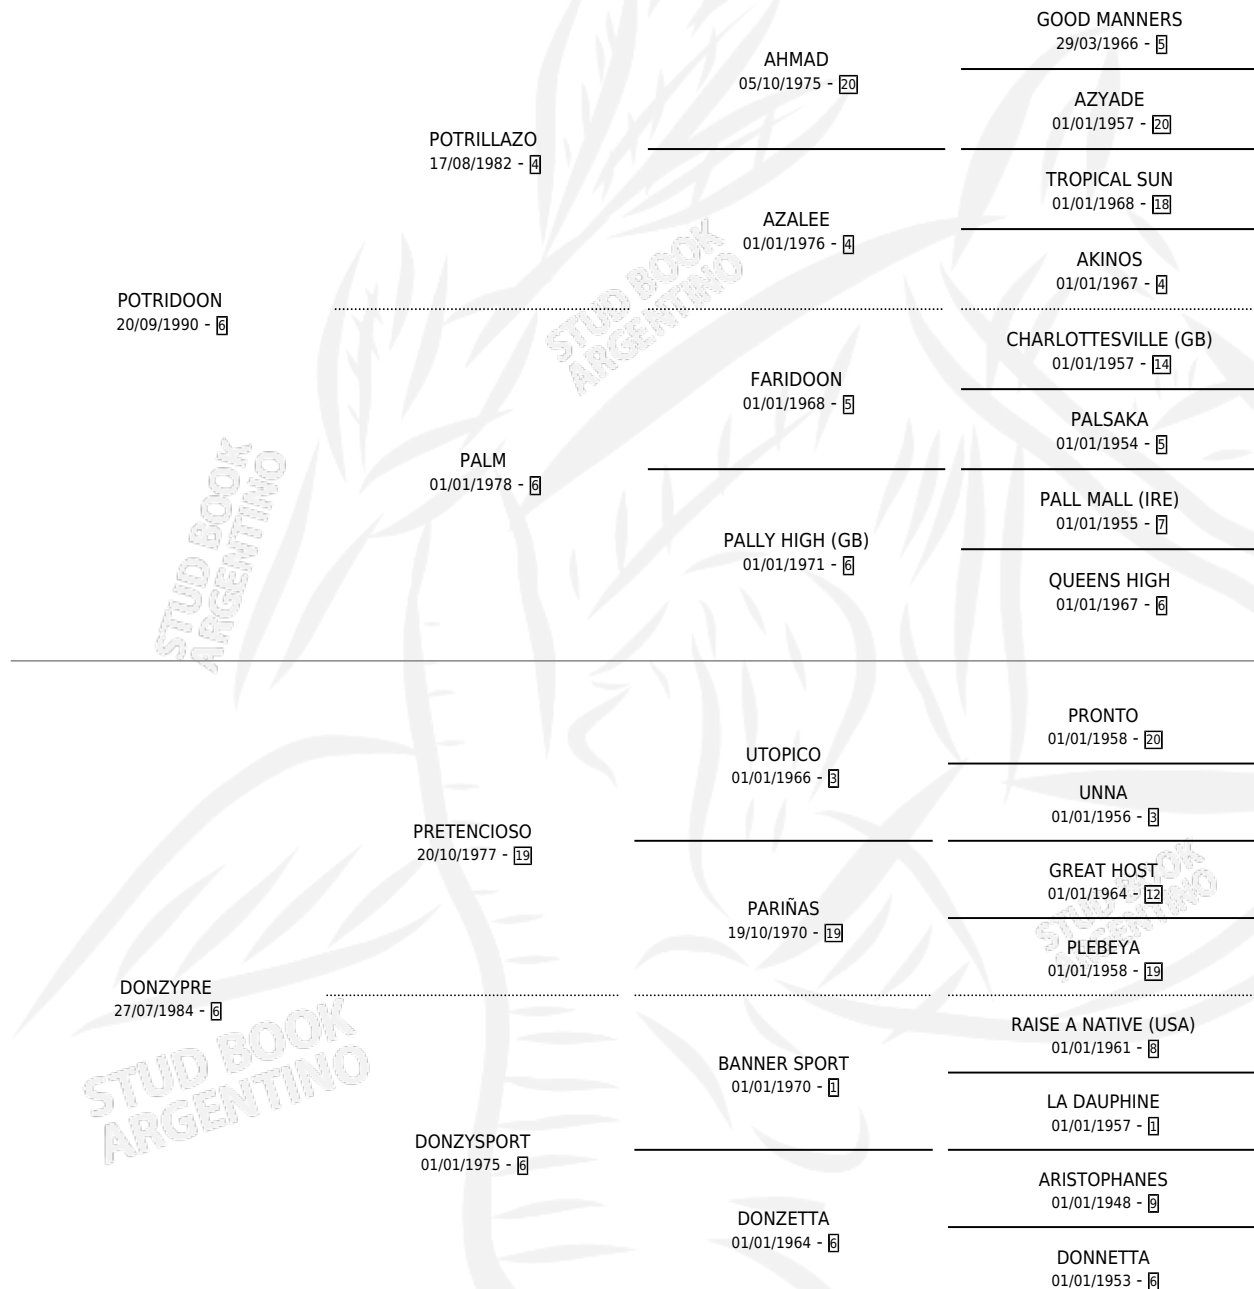 GOOD MANNERS
29/03/1966 - 5
AHMAD
05/10/1975 - 20
AZYADE
01/01/1957 - 20
POTRILLAZO
17/08/1982 - 4
TROPICAL SUN
01/01/1968 - 18
AZALEE
01/01/1976 - 4
AKINOS
01/01/1967 - 4
POTRIDOON
20/09/1990 - 6
CHARLOTTESVILLE (GB)
01/01/1957 - 14
FARIDOON
01/01/1968 - 5
PALSAKA
01/01/1954 - 5
PALM
01/01/1978 - 6
PALL MALL (IRE)
01/01/1955 - 7
PALLY HIGH (GB)
01/01/1971 - 6
QUEENS HIGH
01/01/1967 - 6
PRONTO
01/01/1958 - 20
UTOPICO
01/01/1966 - 3
UNNA
01/01/1956 - 3
PRETENCIOSO
20/10/1977 - 19
GREAT HOST
01/01/1964 - 12
PARIÑAS
19/10/1970 - 19
PLEBEYA
01/01/1958 - 19
DONZYPRE
27/07/1984 - 6
RAISE A NATIVE (USA)
01/01/1961 - 8
BANNER SPORT
01/01/1970 - 1
LA DAUPHINE
01/01/1957 - 1
DONZYSPORT
01/01/1975 - 6
ARISTOPHANES
01/01/1948 - 9
DONZETTA
01/01/1964 - 6
DONNETTA
01/01/1953 - 6
STUD BOOK
ARGENTINO
STUD BOOK
ARGENTINO
STUD BOOK
ARGENTINO
STUD BOOK
ARGENTINO